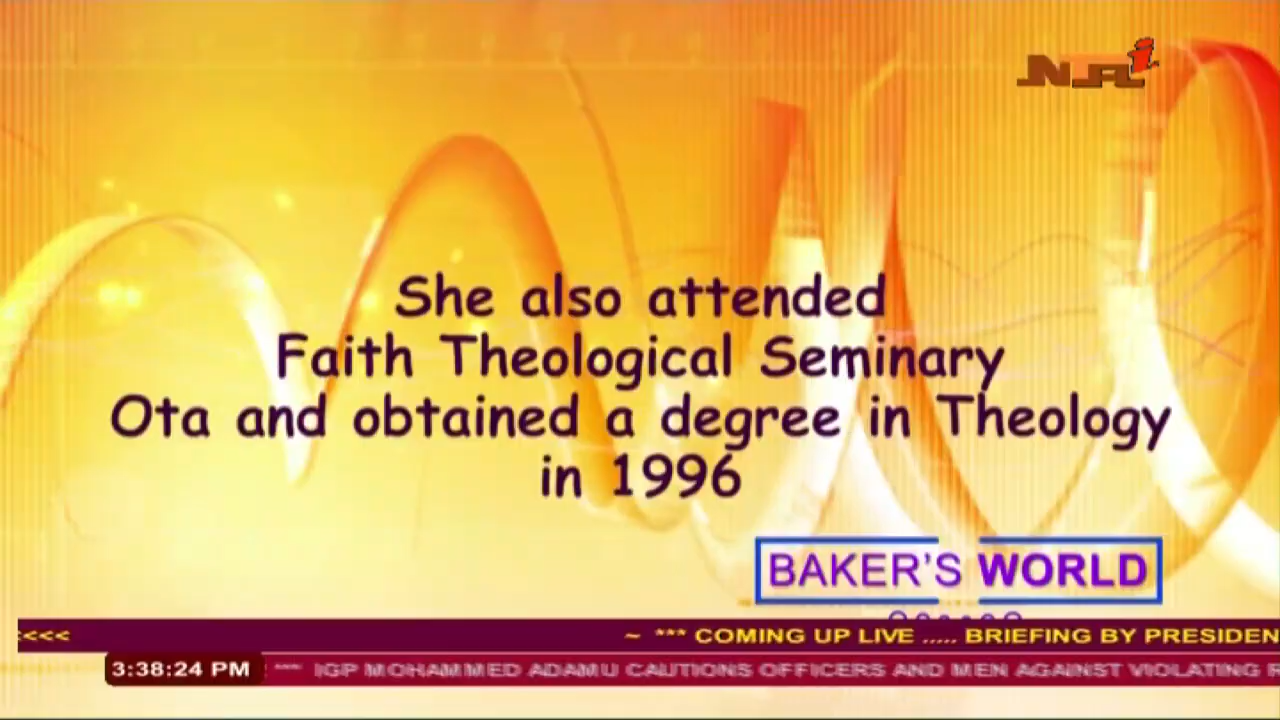 NTAi
She also attended
Faith Theological Seminary
Ota and obtained a degree in Theology
in 1996
BAKER'S WORLD
<<<
~ *** COMING UP LIVE ..... BRIEFING BY PRESIDEN
3:38:24 PM *** IGP MOHAMMED ADAMU CAUTIONS OFFICERS AND MEN AGAINST VIOLATING